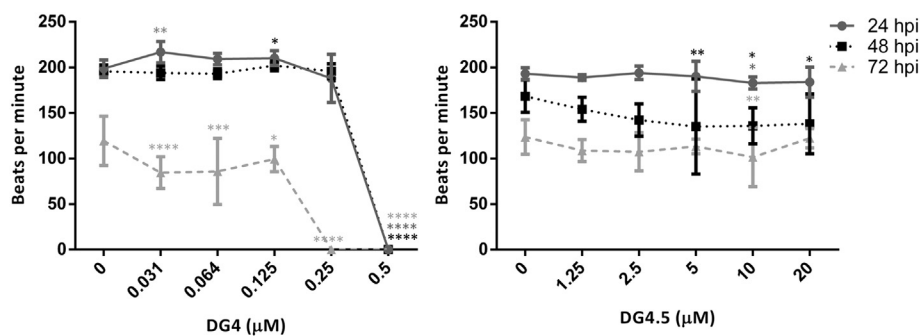 250
200
150
100
50
0
Beats per minute
** *
*** *
****
****
****
****
****
0 0.031 0.064 0.125 0.25 0.5
DG4 (μM)
250
200
150
100
50
0
Beats per minute
** * *
*
**
0 1.25 2.5 5 10 20
DG4.5 (μM)
24 hpi
48 hpi
72 hpi